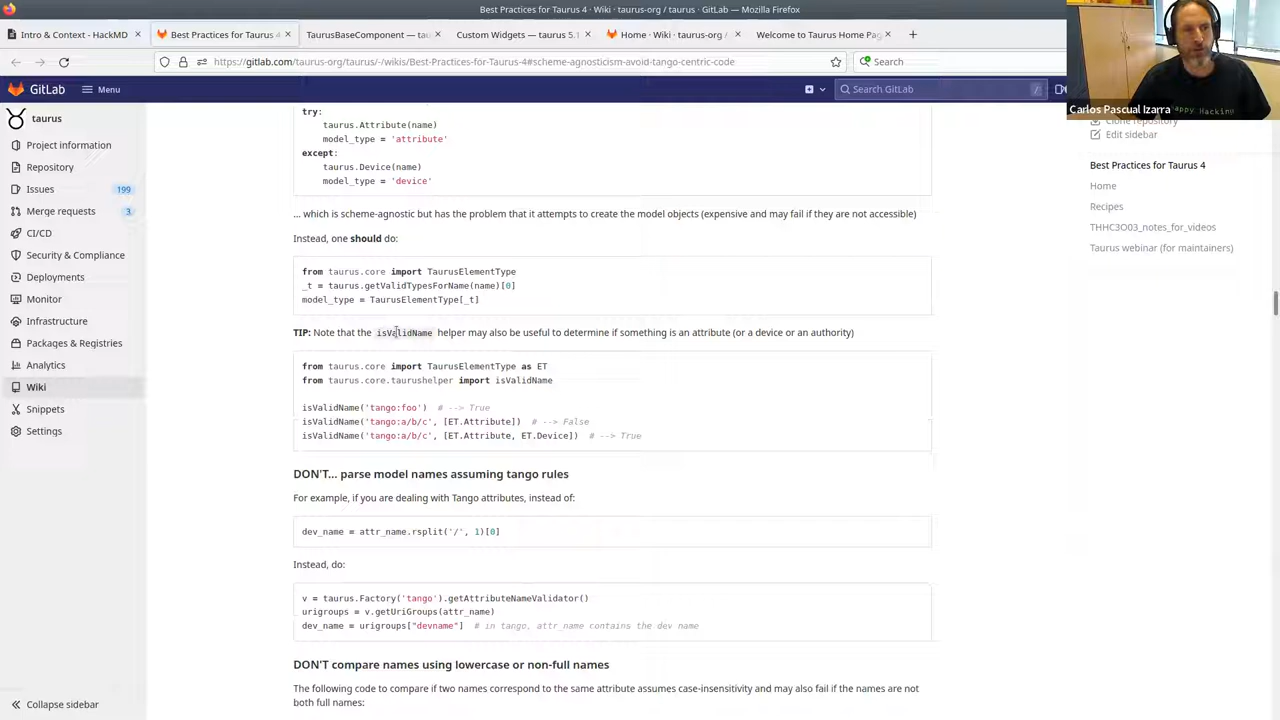 Best Practices for Taurus 4 · Wiki · taurus-org / taurus · GitLab — Mozilla Firefox
Intro & Context - HackMD
Best Practices for Taurus 4
TaurusBaseComponent — tau
Custom Widgets — taurus 5.1
Home · Wiki · taurus-org /
Welcome to Taurus Home Pag
https://gitlab.com/taurus-org/taurus/-/wikis/Best-Practices-for-Taurus-4#scheme-agnosticism-avoid-tango-centric-code
Search
GitLab
Menu
Search GitLab
/
Carlos Pascual Izarra
taurus
Project information
Repository
Issues
199
Merge requests
3
CI/CD
Security & Compliance
Deployments
Monitor
Infrastructure
Packages & Registries
Analytics
Wiki
Snippets
Settings
Collapse sidebar
try:
taurus.Attribute(name)
model_type = 'attribute'
except:
taurus.Device(name)
model_type = 'device'
... which is scheme-agnostic but has the problem that it attempts to create the model objects (expensive and may fail if they are not accessible)
Instead, one should do:
from taurus.core import TaurusElementType
_t = taurus.getValidTypesForName(name)[0]
model_type = TaurusElementType[_t]
TIP: Note that the isValidName helper may also be useful to determine if something is an attribute (or a device or an authority)
from taurus.core import TaurusElementType as ET
from taurus.core.taurushelper import isValidName
isValidName('tango:foo') # --> True
isValidName('tango:a/b/c', [ET.Attribute]) # --> False
isValidName('tango:a/b/c', [ET.Attribute, ET.Device]) # --> True
DON'T... parse model names assuming tango rules
For example, if you are dealing with Tango attributes, instead of:
dev_name = attr_name.rsplit('/', 1)[0]
Instead, do:
v = taurus.Factory('tango').getAttributeNameValidator()
urigroups = v.getUriGroups(attr_name)
dev_name = urigroups["devname"] # in tango, attr_name contains the dev name
DON'T compare names using lowercase or non-full names
The following code to compare if two names correspond to the same attribute assumes case-insensitivity and may also fail if the names are not
both full names:
Clone repository
Edit sidebar
Best Practices for Taurus 4
Home
Recipes
THHC3O03_notes_for_videos
Taurus webinar (for maintainers)